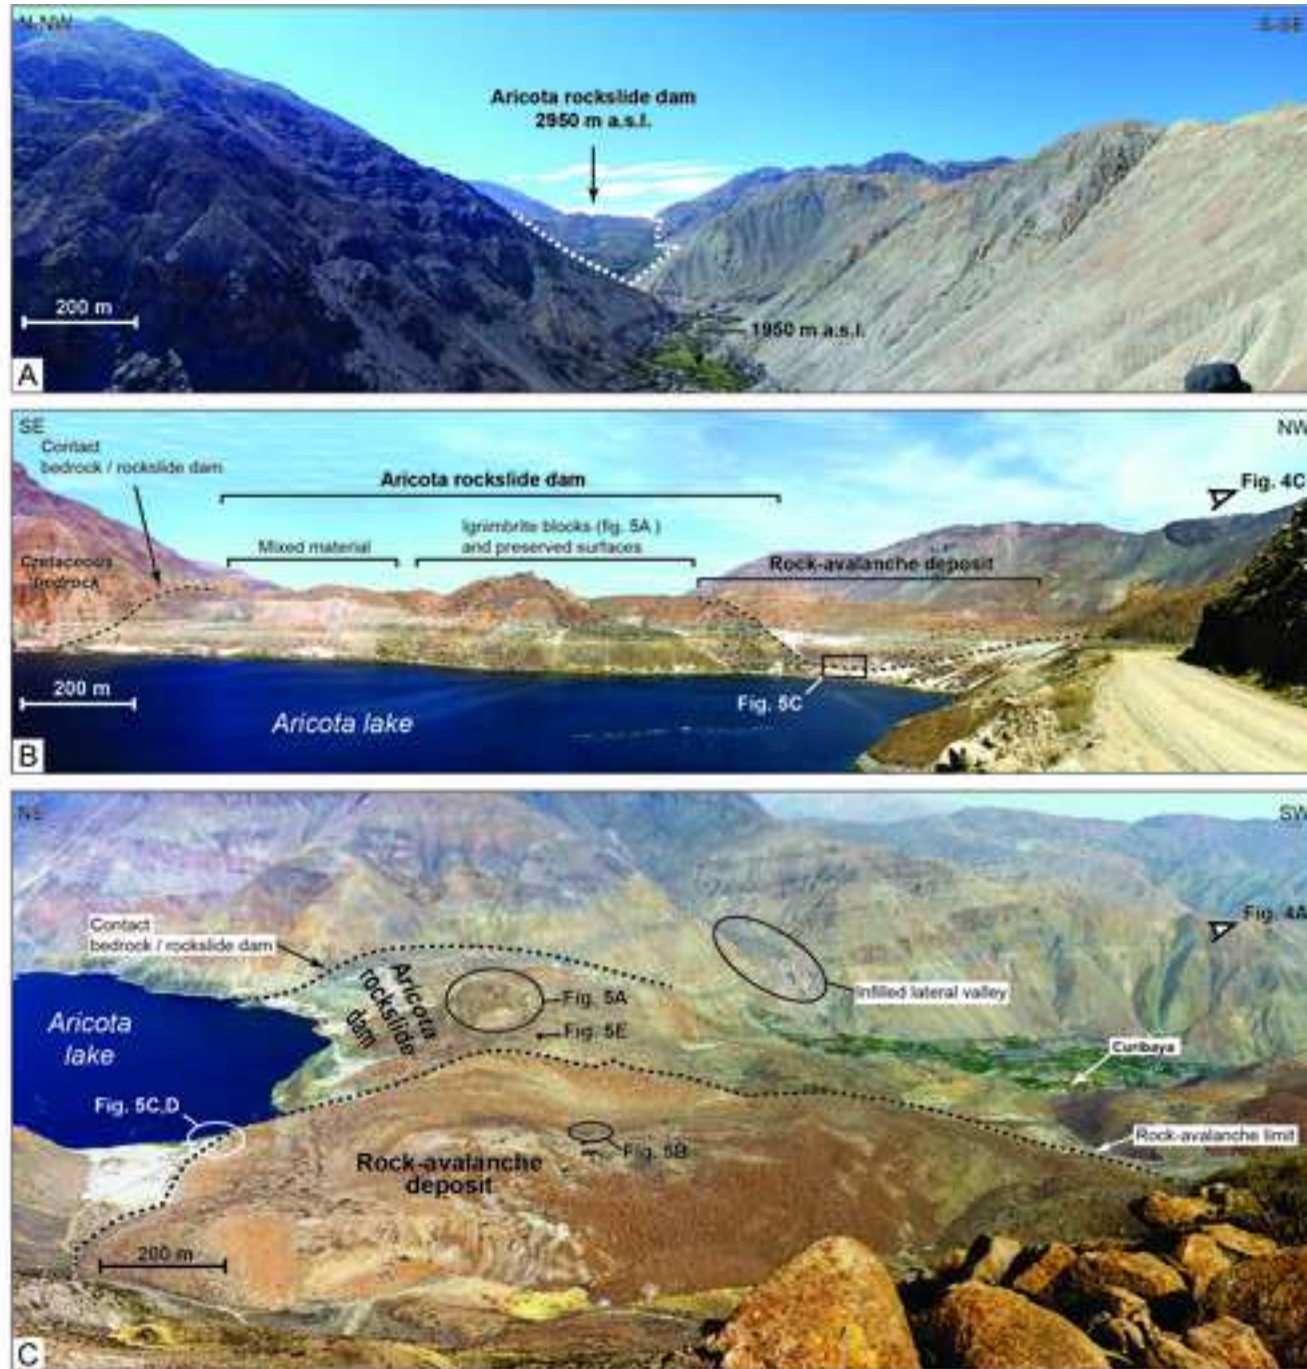 N-NW
S-SE
Aricota rockslide dam
2950 m a.s.l.
200 m
1950 m a.s.l.
A
SE
NW
Contact
bedrock / rockslide dam
Aricota rockslide dam
Fig. 4C
Ignimbrite blocks (fig. 5A )
and preserved surfaces
Mixed material
Cretaceous
bedrock
Rock-avalanche deposit
200 m
Fig. 5C
Aricota lake
B
NE
SW
Contact
bedrock / rockslide dam
Fig. 4A
Aricota
rockslide
dam
Fig. 5A
Infilled lateral valley
Aricota
lake
Fig. 5E
Curibaya
Fig. 5C,D
Rock-avalanche limit
Fig. 5B
Rock-avalanche
deposit
200 m
C